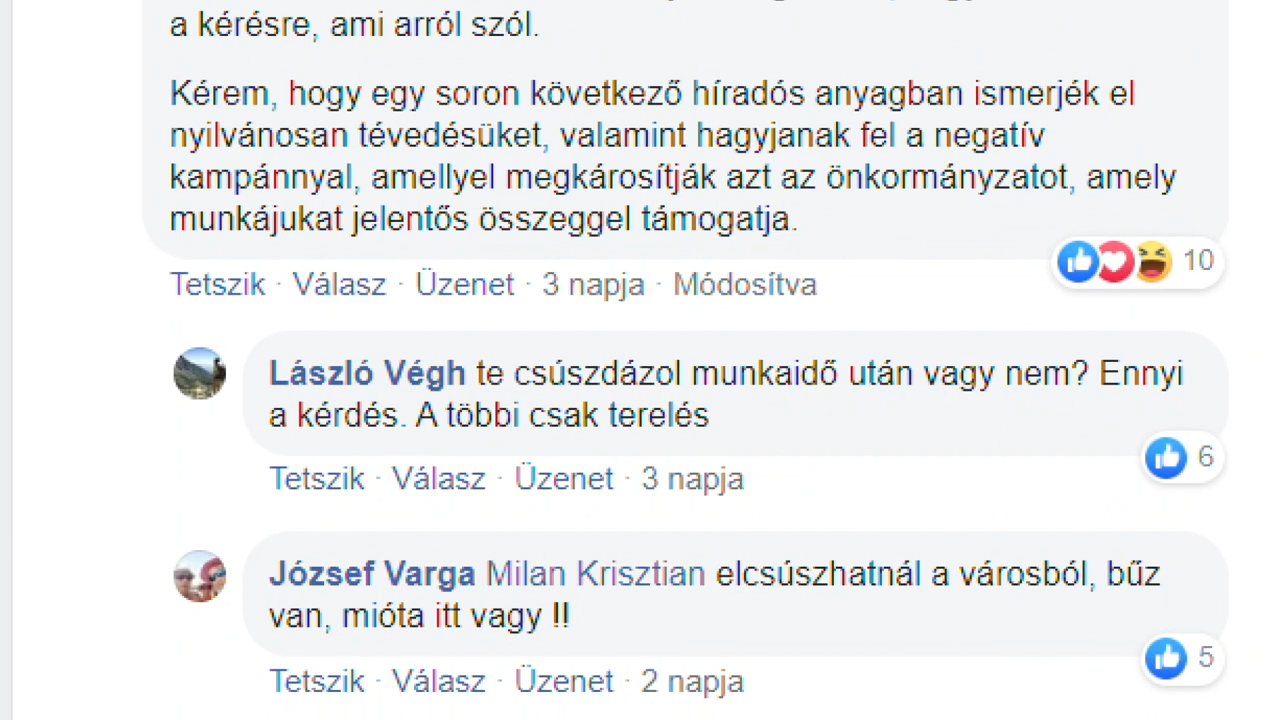 a kérésre, ami arról szól.
Kérem, hogy egy soron következő híradós anyagban ismerjék el
nyilvánosan tévedésüket, valamint hagyjanak fel a negatív
kampánnyal, amellyel megkárosítják azt az önkormányzatot, amely
munkájukat jelentős összeggel támogatja.
10
Tetszik · Válasz · Üzenet · 3 napja · Módosítva
László Végh te csúszdázol munkaidő után vagy nem? Ennyi
a kérdés. A többi csak terelés
6
Tetszik · Válasz · Üzenet · 3 napja
József Varga Milan Krisztian elcsúszhatnál a városból, bűz
van, mióta itt vagy !!
5
Tetszik · Válasz · Üzenet · 2 napja